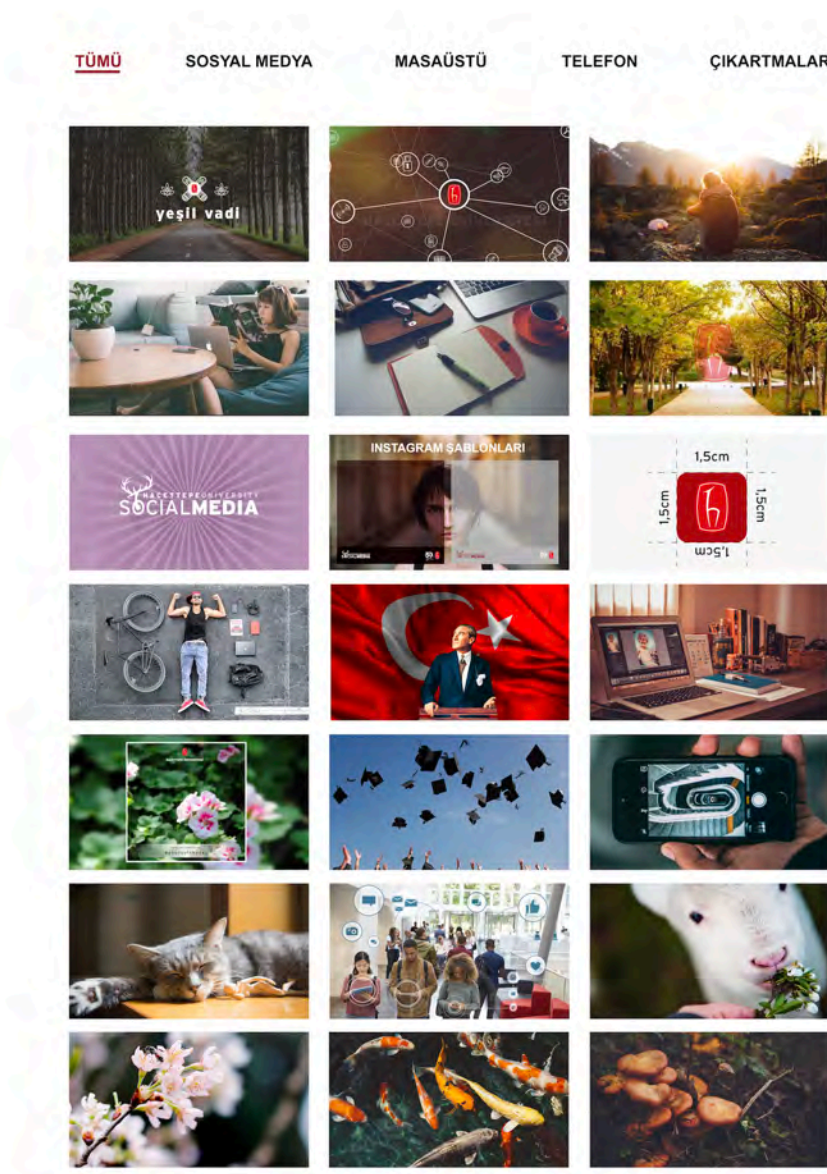 TÜMÜ SOSYAL MEDYA MASAÜSTÜ TELEFON ÇIKARTMALAR
yeşil vadi
HACETTEPE UNIVERSITY
SOCIALMEDIA
INSTAGRAM ŞABLONLARI
1,5cm
1,5cm
1,5cm
1,5cm